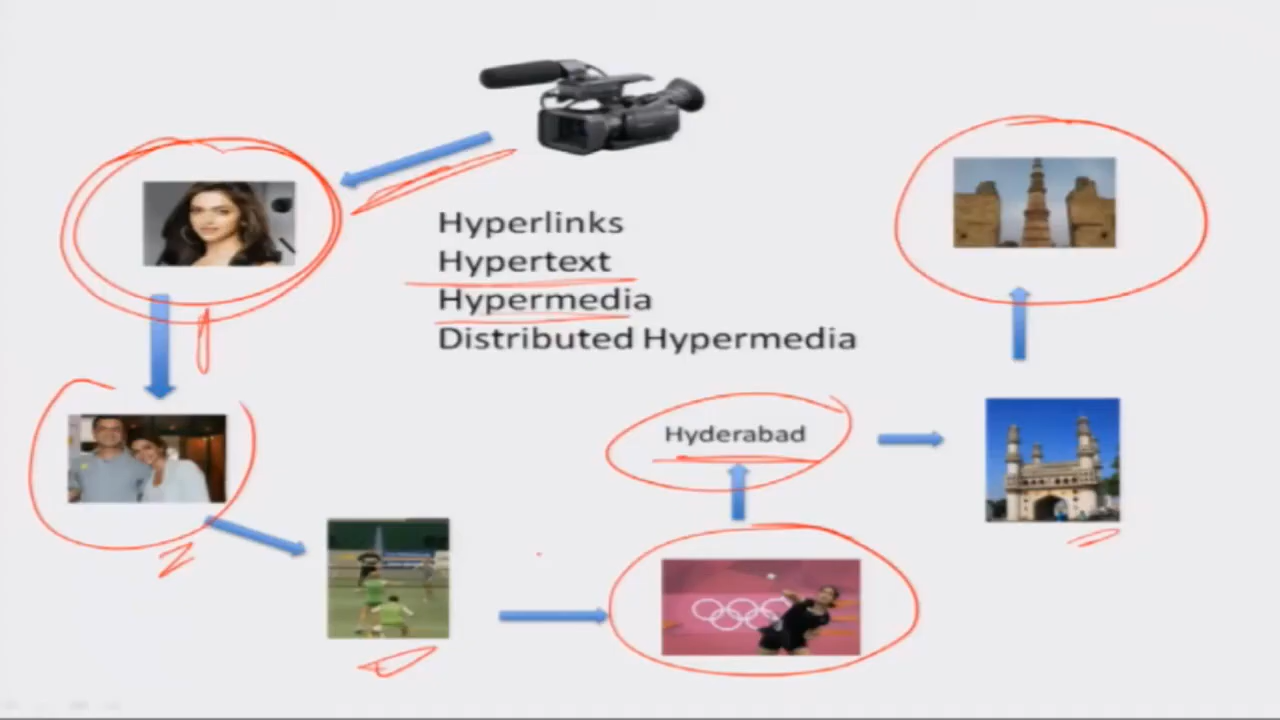 Hyperlinks
Hypertext
Hypermedia
Distributed Hypermedia
Hyderabad